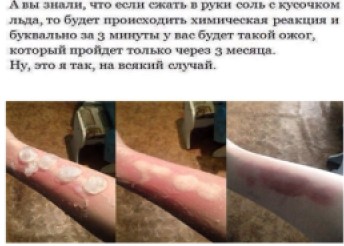 А вы знали, что если сжать в руки соль с кусочком
льда, то будет происходить химическая реакция и
буквально за 3 минуты у вас будет такой ожог,
который пройдет только через 3 месяца.
Ну, это я так, на всякий случай.